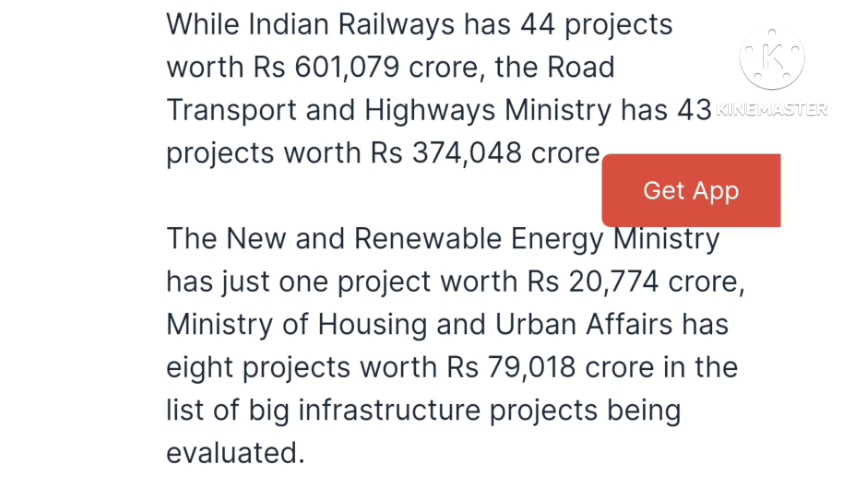 While Indian Railways has 44 projects
worth Rs 601,079 crore, the Road
Transport and Highways Ministry has 43
projects worth Rs 374,048 crore
The New and Renewable Energy Ministry
has just one project worth Rs 20,774 crore,
Ministry of Housing and Urban Affairs has
eight projects worth Rs 79,018 crore in the
list of big infrastructure projects being
evaluated.
Get App
K
KINEMASTER